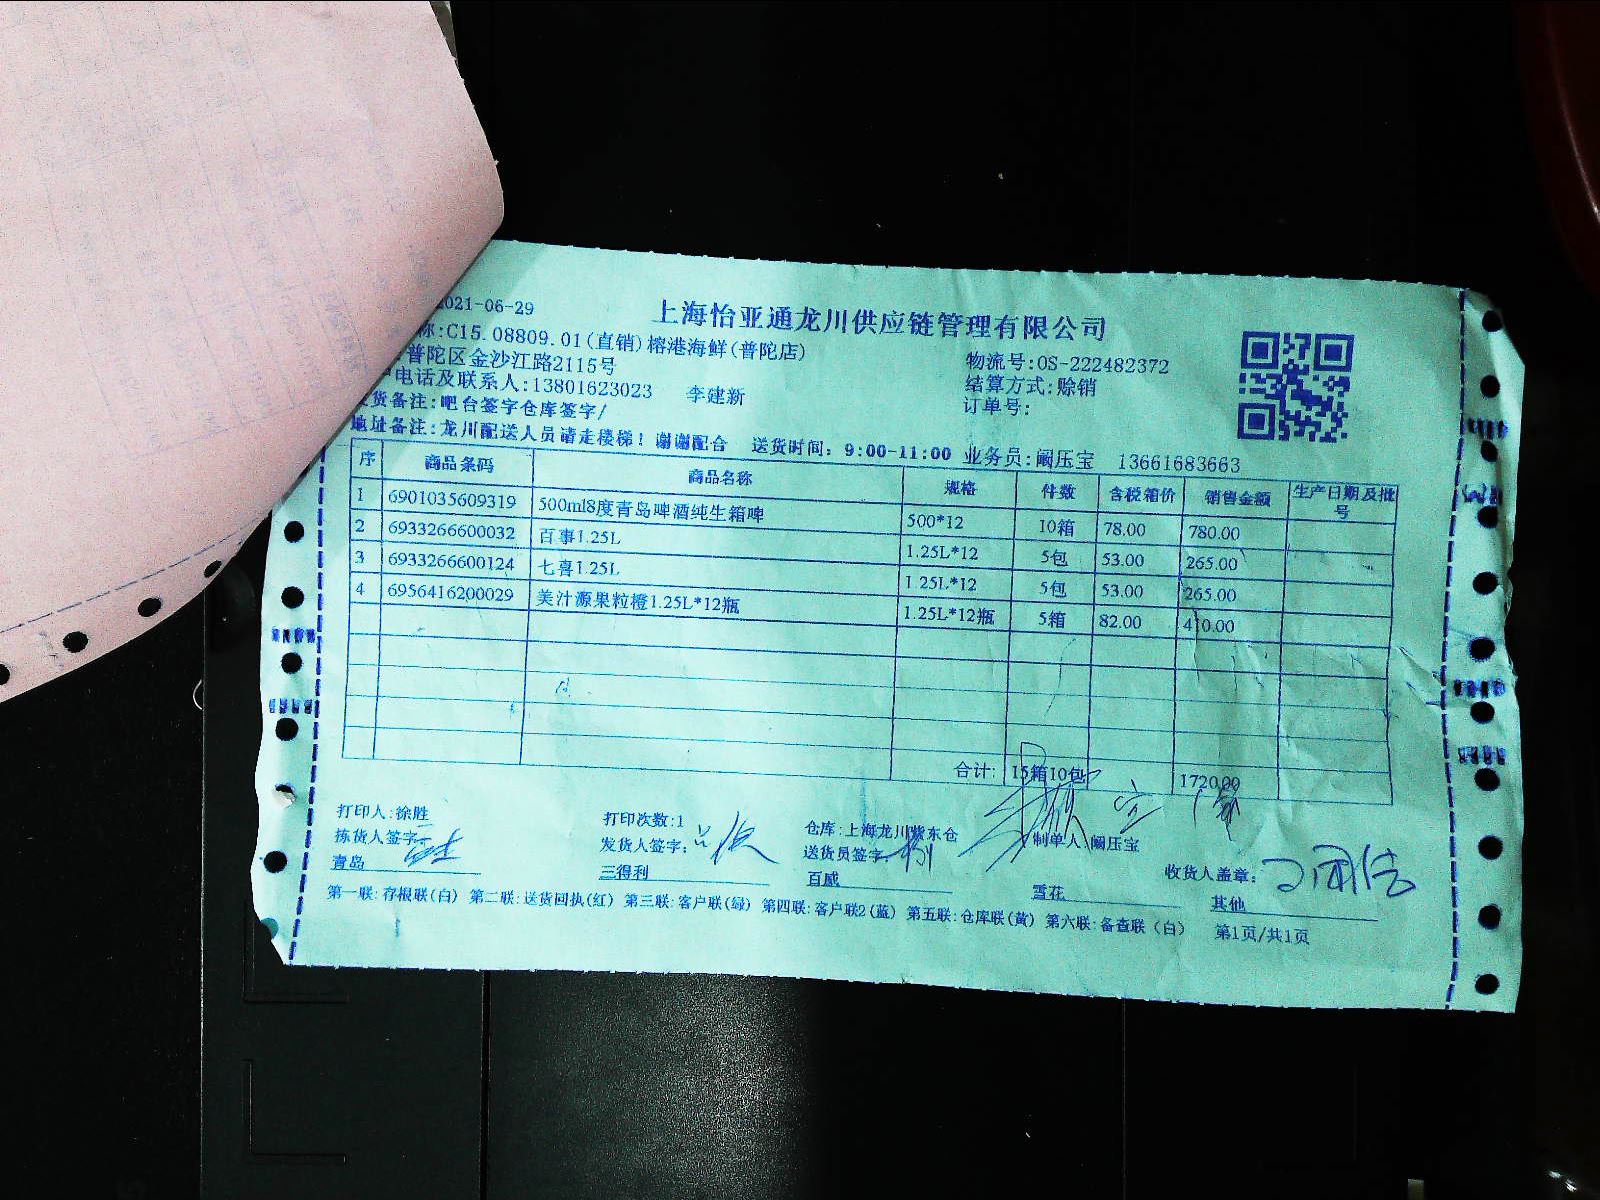 2021-06-29
上海怡亚通龙川供应链管理有限公司
称:C15.08809.01(直销)榕港海鲜(普陀店)
物流号:OS-222482372
:普陀区金沙江路2115号
结算方式:赊销
电话及联系人:13801623023 李建新
订单号:
货备注:吧台签字仓库签字/
地址备注:龙川配送人员请走楼梯!谢谢配合 送货时间:9:00-11:00 业务员:阚压宝 13661683663
序 商品条码 商品名称 规格 件数 含税箱价 销售金额 生产日期及批号
1 6901035609319 500ml8度青岛啤酒纯生箱啤 500*12 10箱 78.00 780.00
2 6933266600032 百事1.25L 1.25L*12 5包 53.00 265.00
3 6933266600124 七喜1.25L 1.25L*12 5包 53.00 265.00
4 6956416200029 美汁源果粒橙1.25L*12瓶 1.25L*12瓶 5箱 82.00 410.00
合计: 15箱10包 1720.00
打印人:徐胜 打印次数:1 仓库:上海龙川紫东仓 制单人 阚压宝
拣货人签字: 发货人签字: 送货员签字: 收货人盖章:
青岛 三得利 百威 雪花 其他
第一联:存根联(白) 第二联:送货回执(红) 第三联:客户联(绿) 第四联:客户联2(蓝) 第五联:仓库联(黄) 第六联:备查联(白) 第1页/共1页